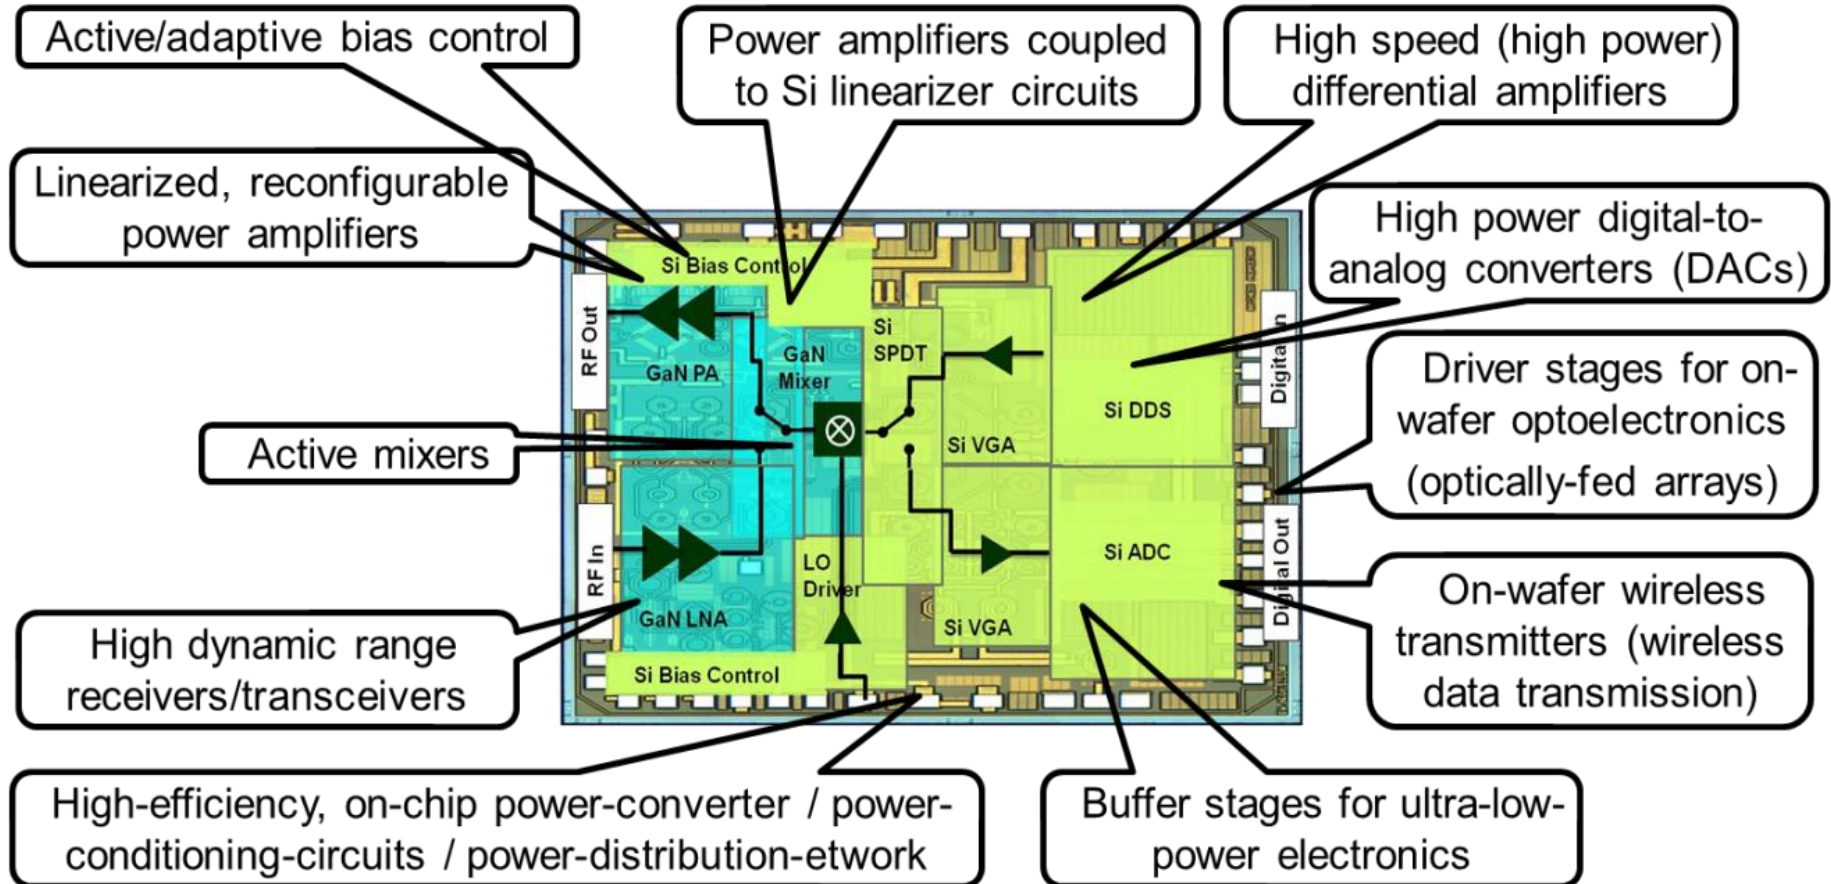 Active/adaptive bias control
Power amplifiers coupled
to Si linearizer circuits
High speed (high power)
differential amplifiers
Linearized, reconfigurable
power amplifiers
High power digital-to-
analog converters (DACs)
Driver stages for on-
wafer optoelectronics
(optically-fed arrays)
Active mixers
On-wafer wireless
transmitters (wireless
data transmission)
High dynamic range
receivers/transceivers
High-efficiency, on-chip power-converter / power-
conditioning-circuits / power-distribution-etwork
Buffer stages for ultra-low-
power electronics
Si Bias Control
RF Out
GaN PA
GaN
Mixer
Si
SPDT
Si VGA
Si DDS
Digital In
RF In
GaN LNA
LO
Driver
Si VGA
Si ADC
Digital Out
Si Bias Control